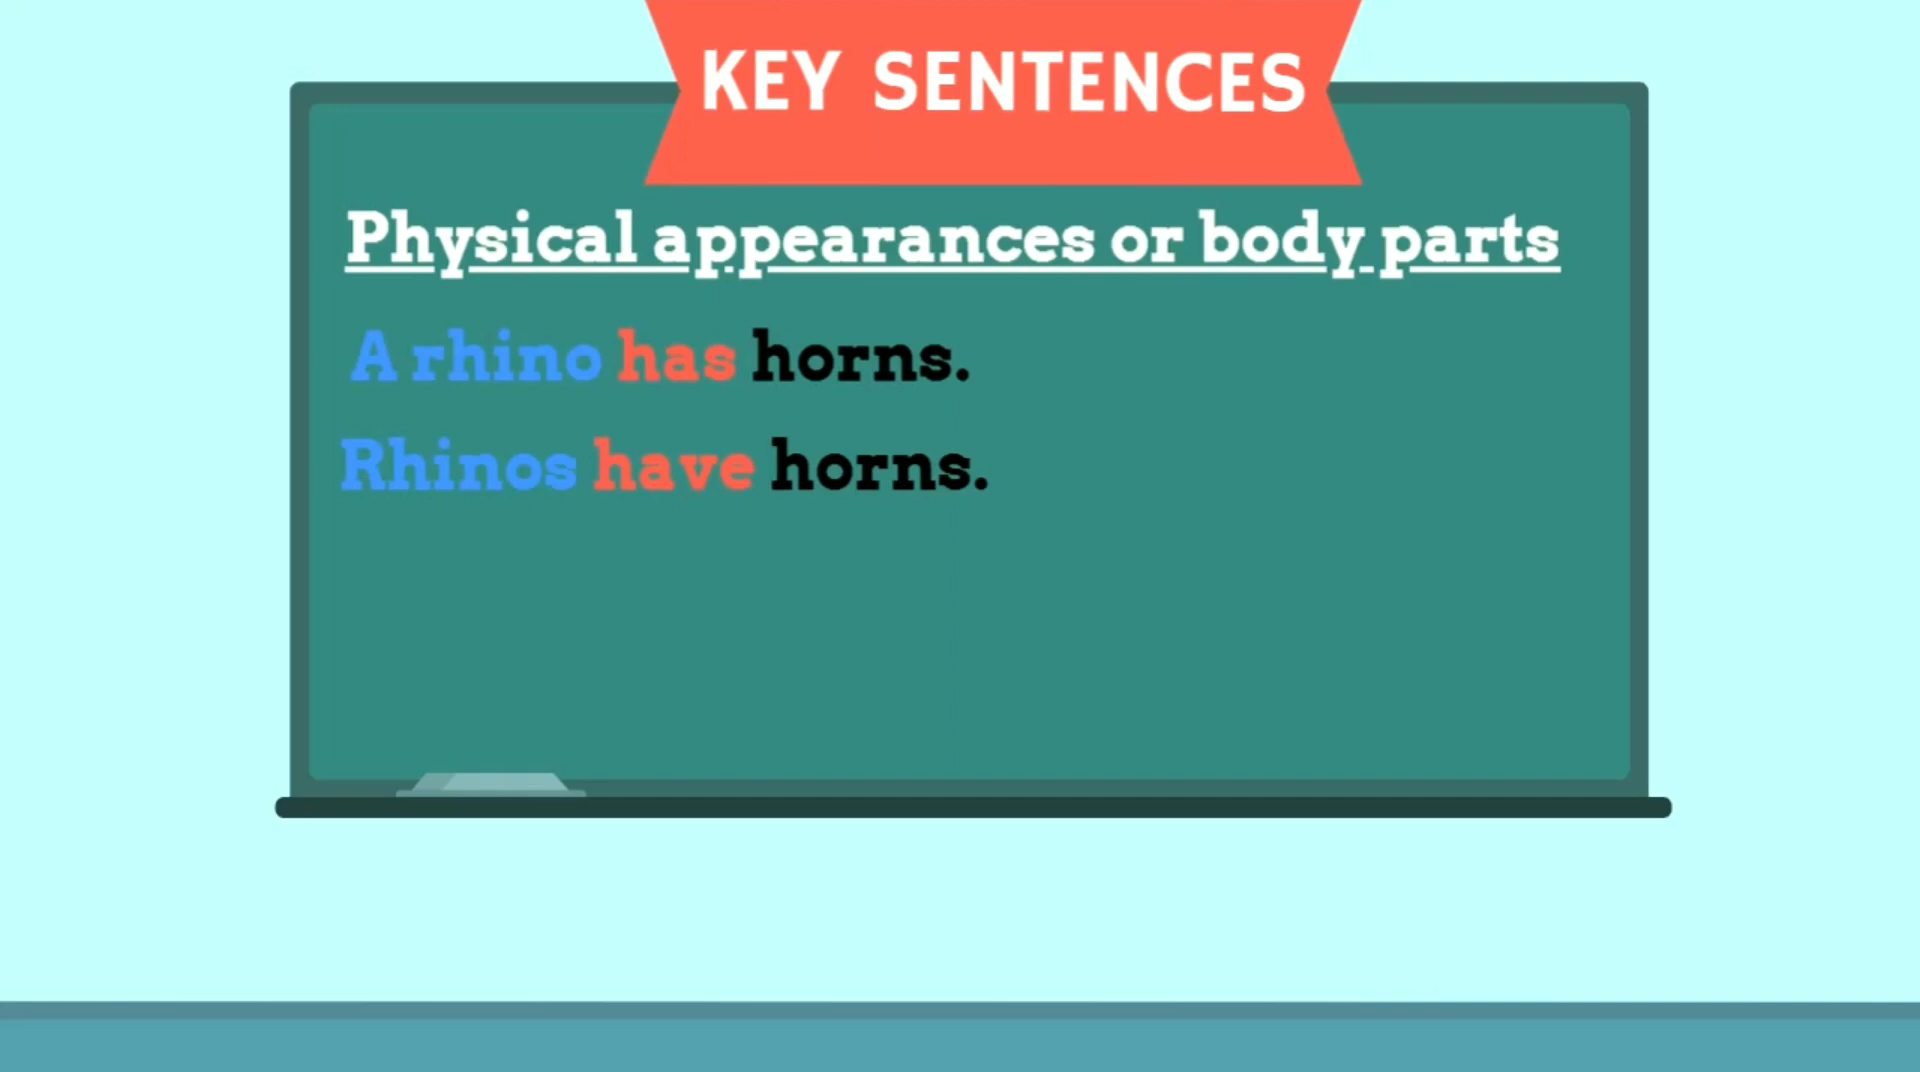 KEY SENTENCES
Physical appearances or body parts
A rhino has horns.
Rhinos have horns.